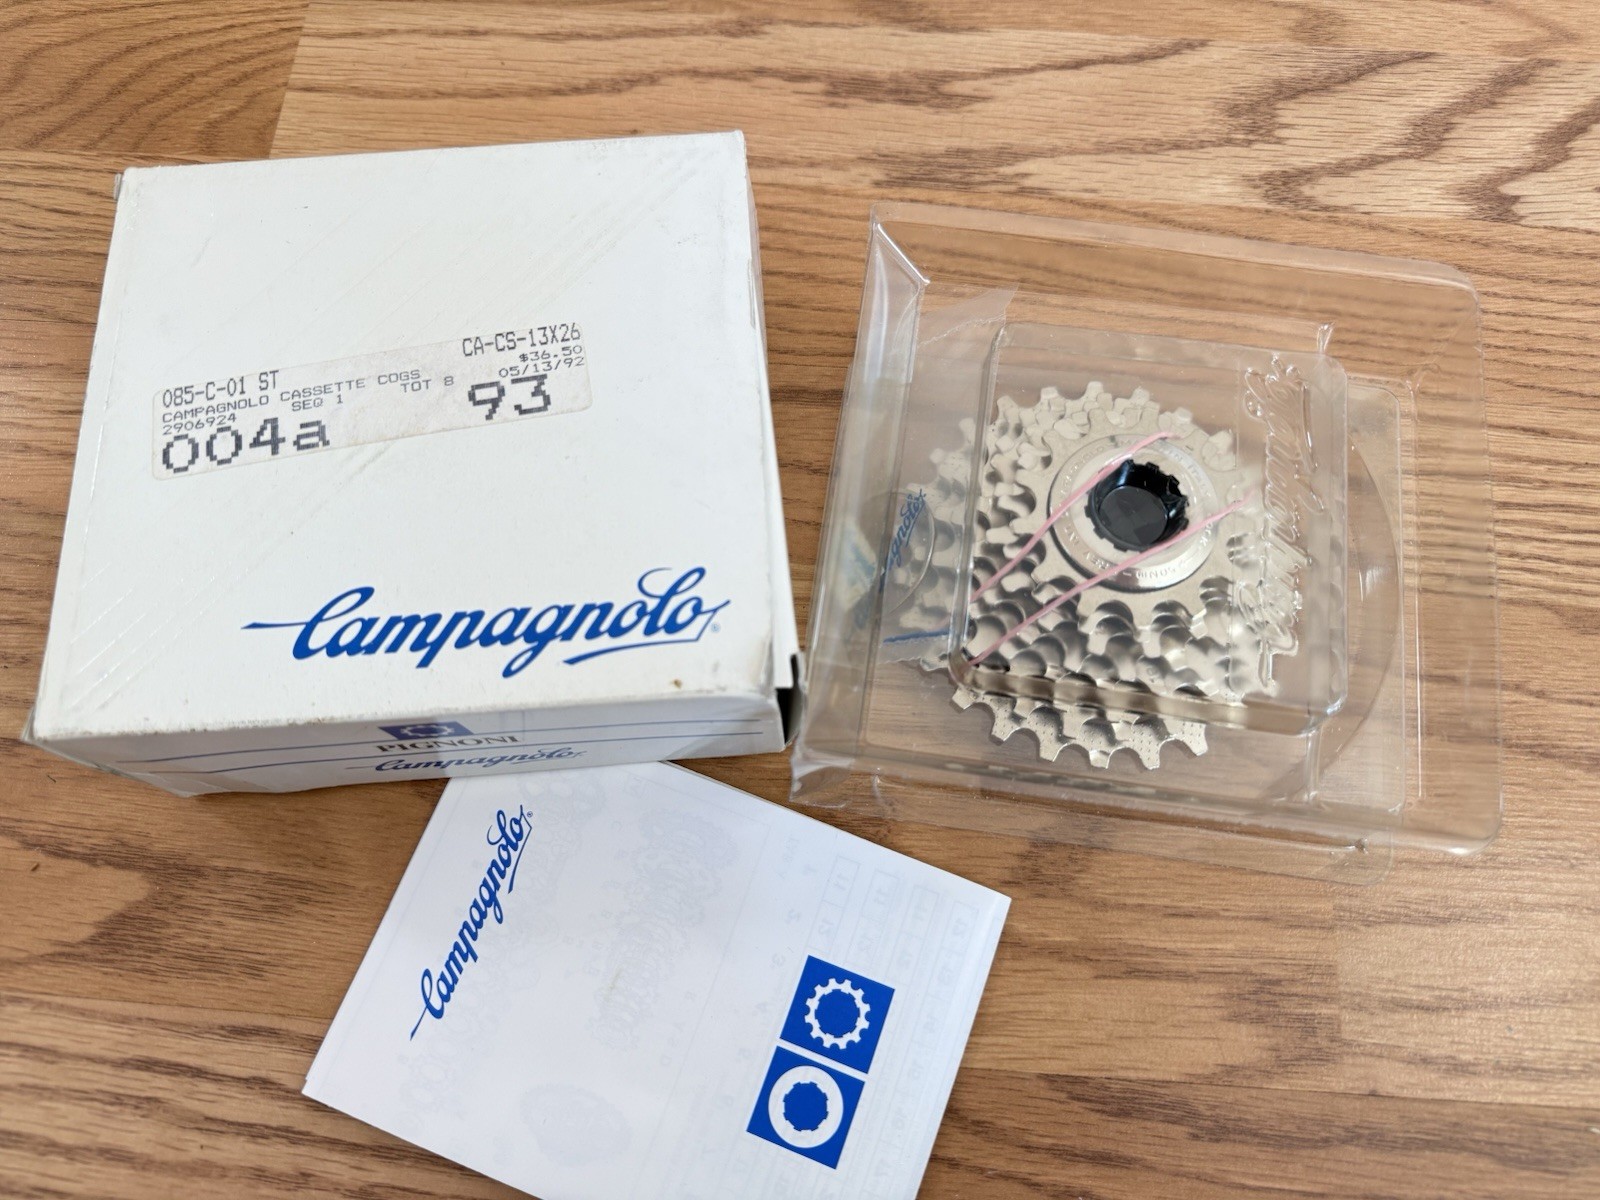 085-C-01 ST
CA-CS-13X26
CAMPAGNOLO CASSETTE COGS
$36.50
2906924
SEQ 1
TOT 8
05/13/92
004a
93
Campagnolo®
PIGNONI
Campagnolo
Campagnolo®
Campagnolo